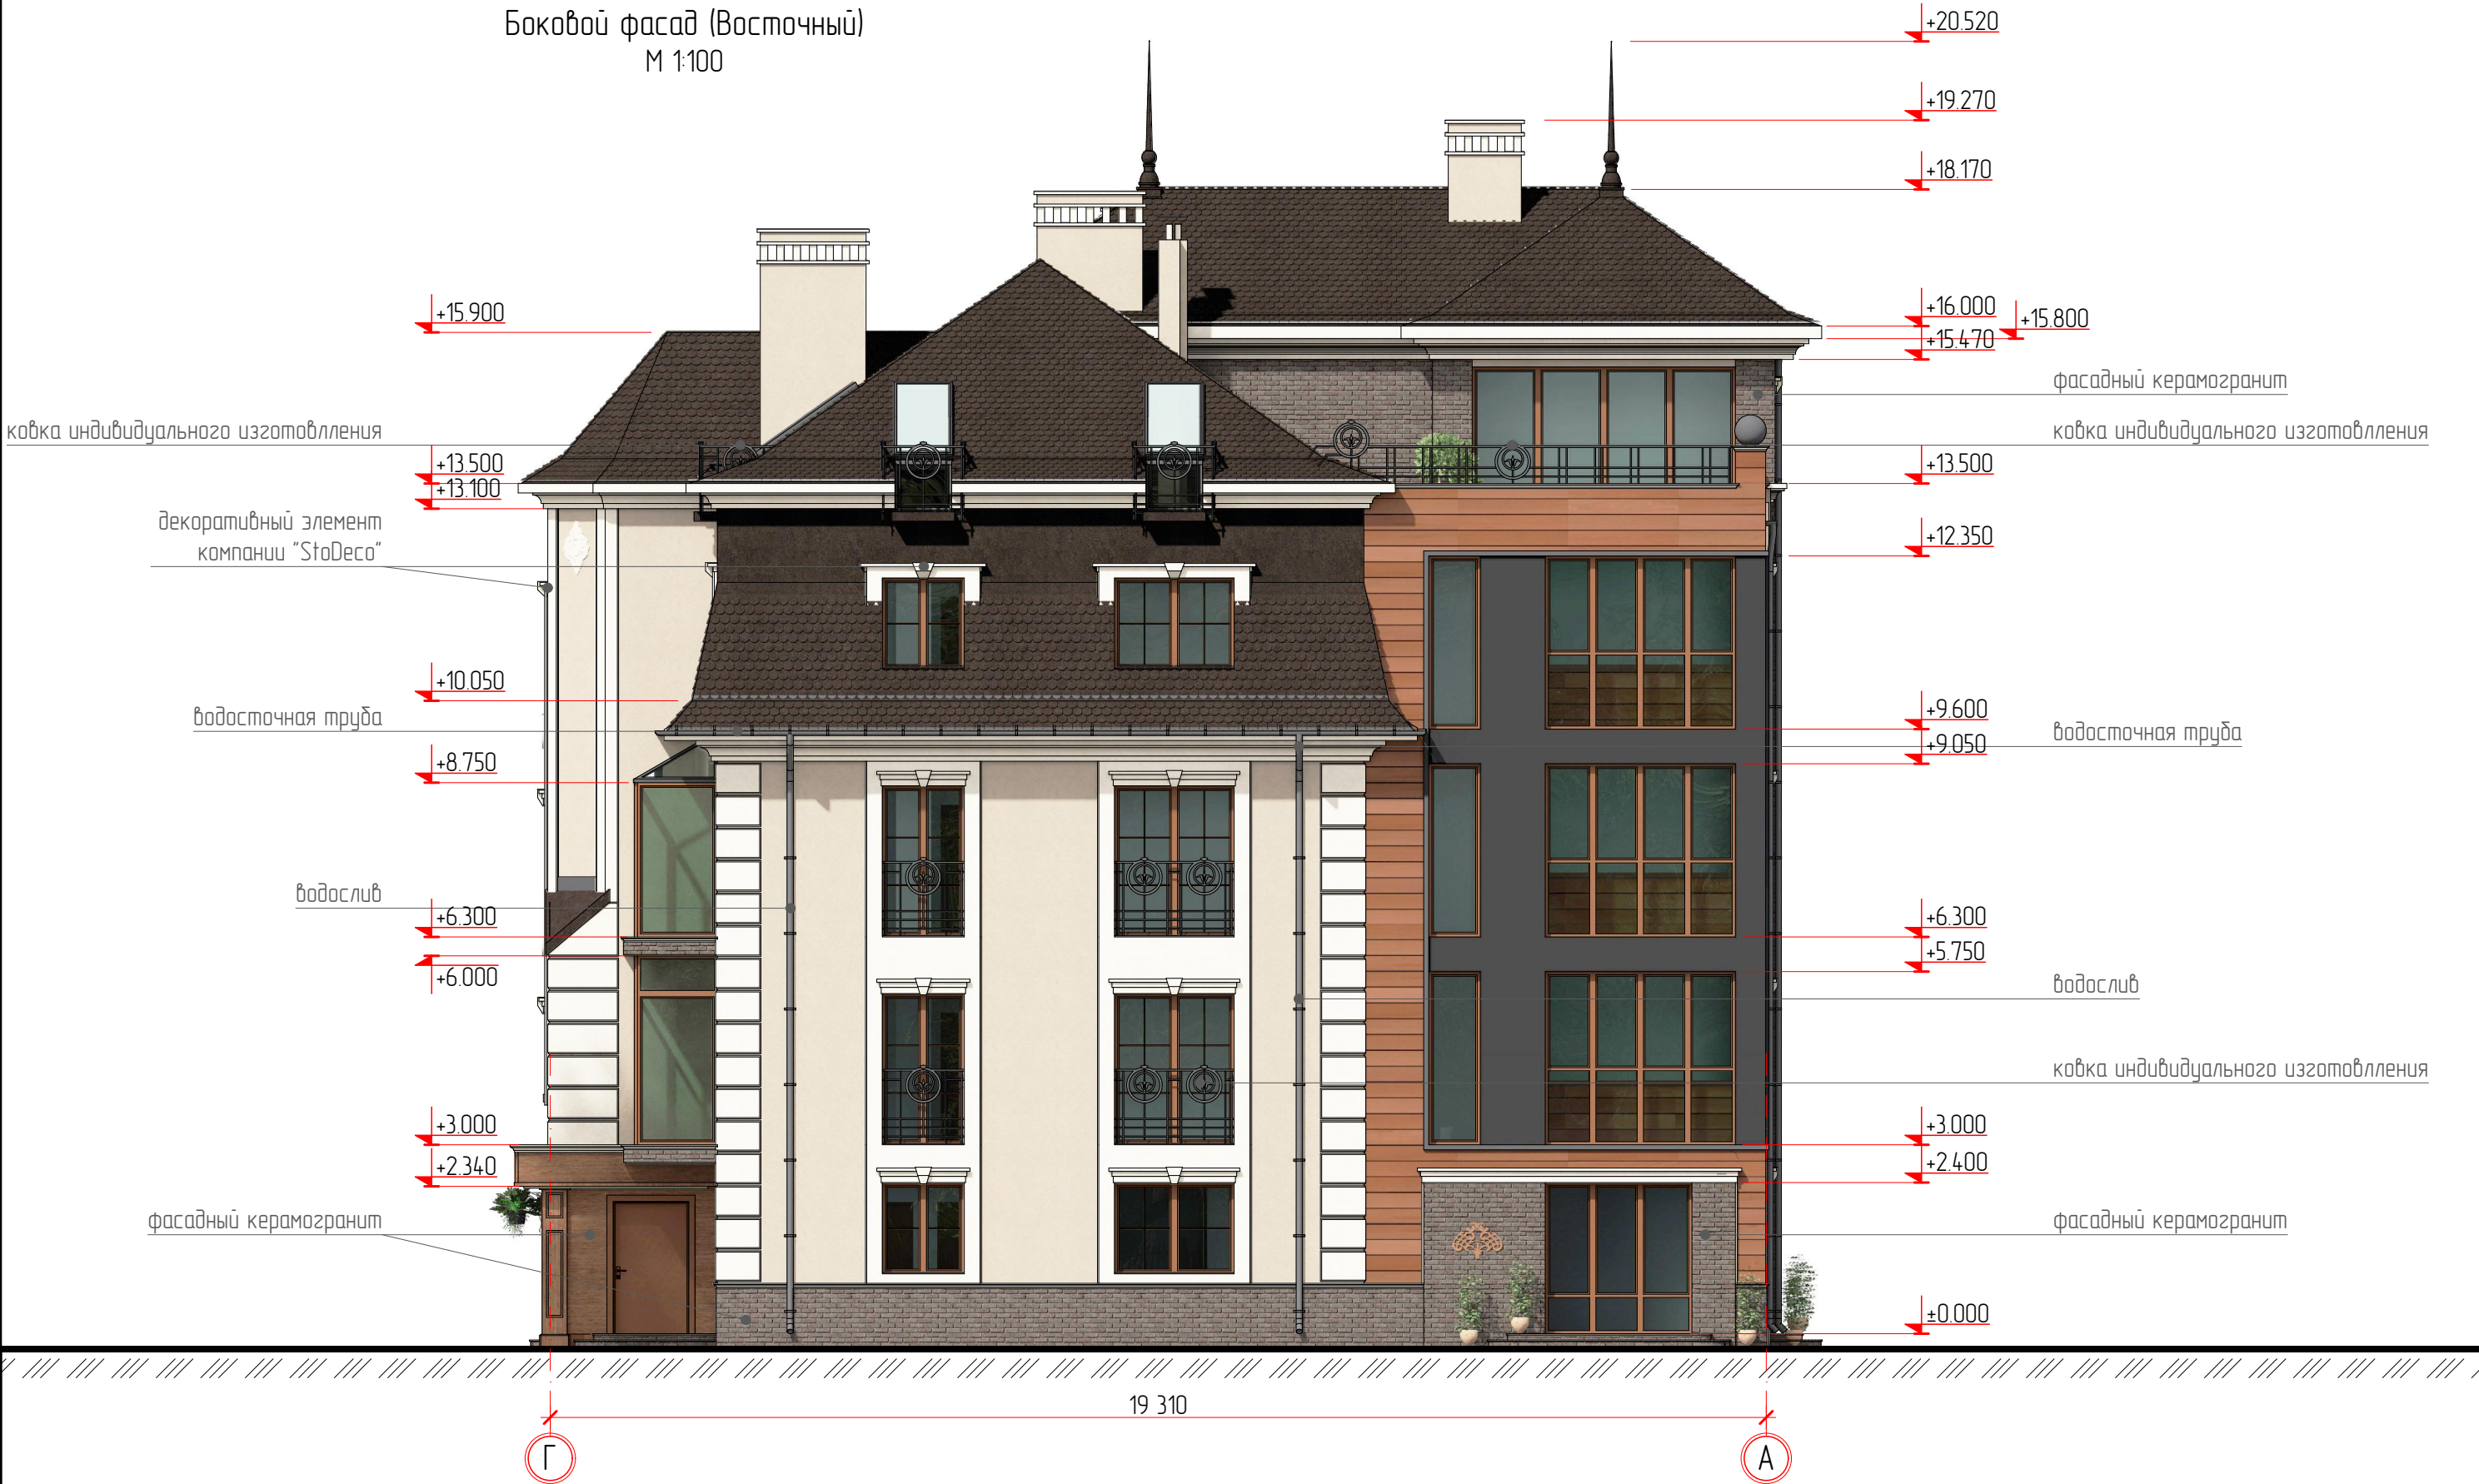 Боковой фасад (Восточный)
М 1:100
+20.520
+19.270
+18.170
+15.900
+16.000
+15.800
+15.470
фасадный керамогранит
ковка индивидуального изготовлления
ковка индивидуального изготовлления
+13.500
+13.500
+13.100
декоративный элемент
компании "StoDeco"
+12.350
+10.050
+9.600
водосточная труба
водосточная труба
+9.050
+8.750
водослив
+6.300
+6.300
+5.750
+6.000
водослив
ковка индивидуального изготовлления
+3.000
+3.000
+2.340
+2.400
фасадный керамогранит
фасадный керамогранит
±0.000
19 310
Г
А